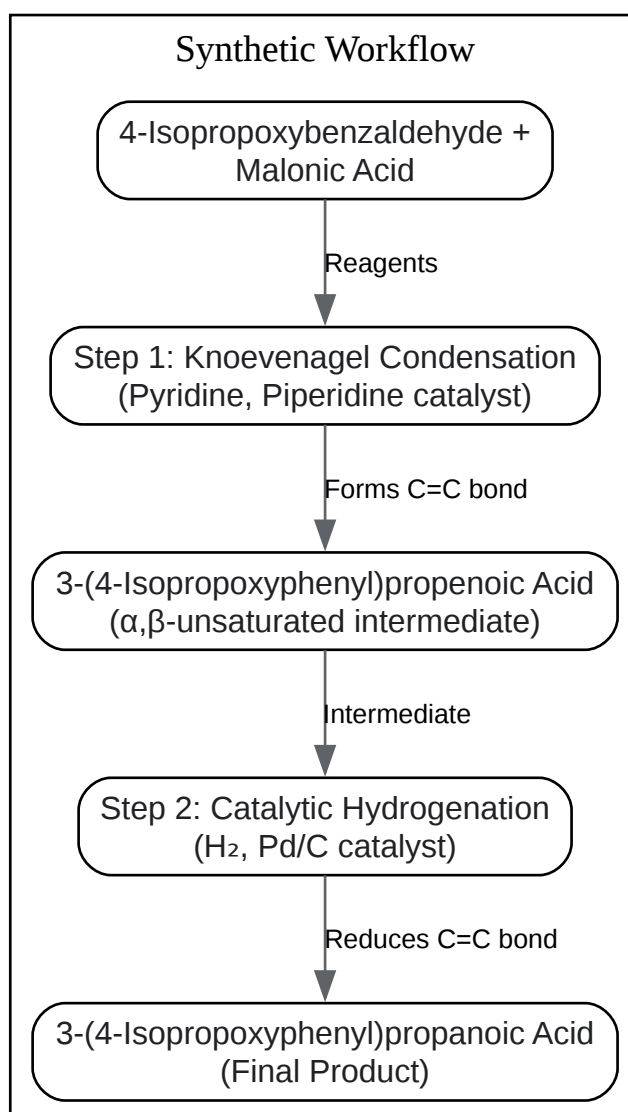 Synthetic Workflow
4-Isopropoxybenzaldehyde +
Malonic Acid
Reagents
Step 1: Knoevenagel Condensation
(Pyridine, Piperidine catalyst)
Forms C=C bond
3-(4-Isopropoxyphenyl)propenoic Acid
(α,β-unsaturated intermediate)
Intermediate
Step 2: Catalytic Hydrogenation
(H₂, Pd/C catalyst)
Reduces C=C bond
3-(4-Isopropoxyphenyl)propanoic Acid
(Final Product)